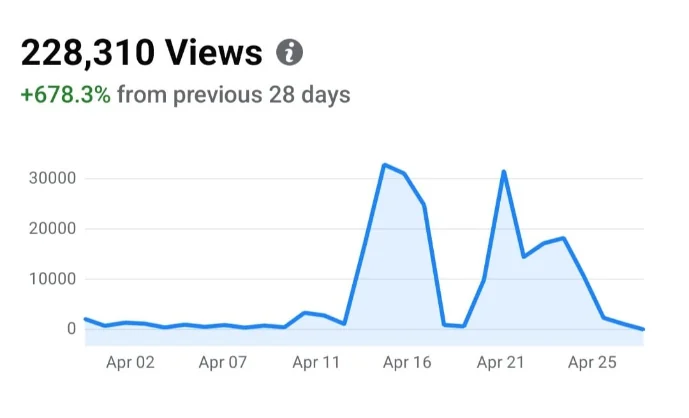 228,310 Views
+678.3% from previous 28 days
30000
20000
10000
0
Apr 02 Apr 07 Apr 11 Apr 16 Apr 21 Apr 25